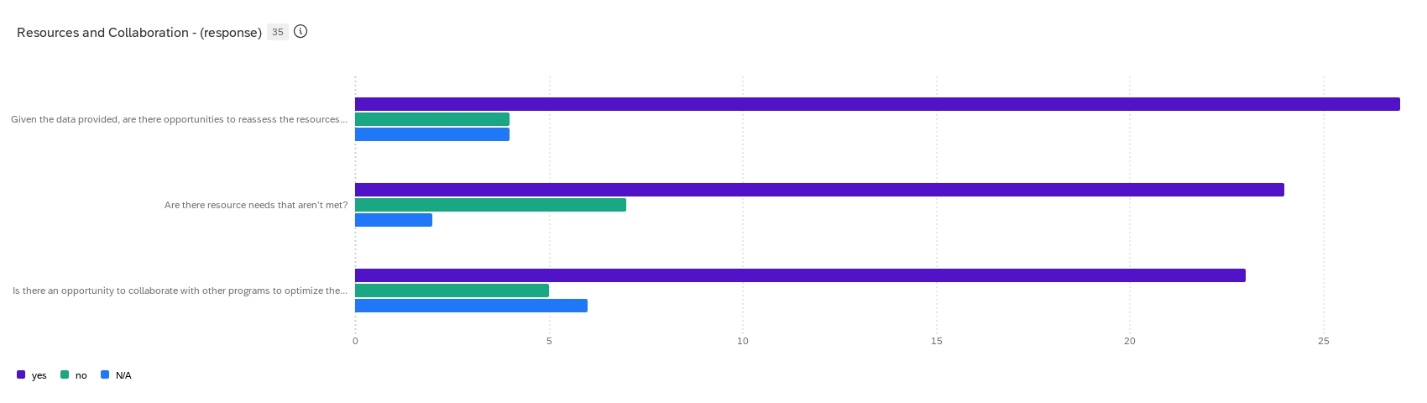 Resources and Collaboration - (response) 35
Given the data provided, are there opportunities to reassess the resources...
Are there resource needs that aren't met?
Is there an opportunity to collaborate with other programs to optimize the...
0 5 10 15 20 25
yes no N/A